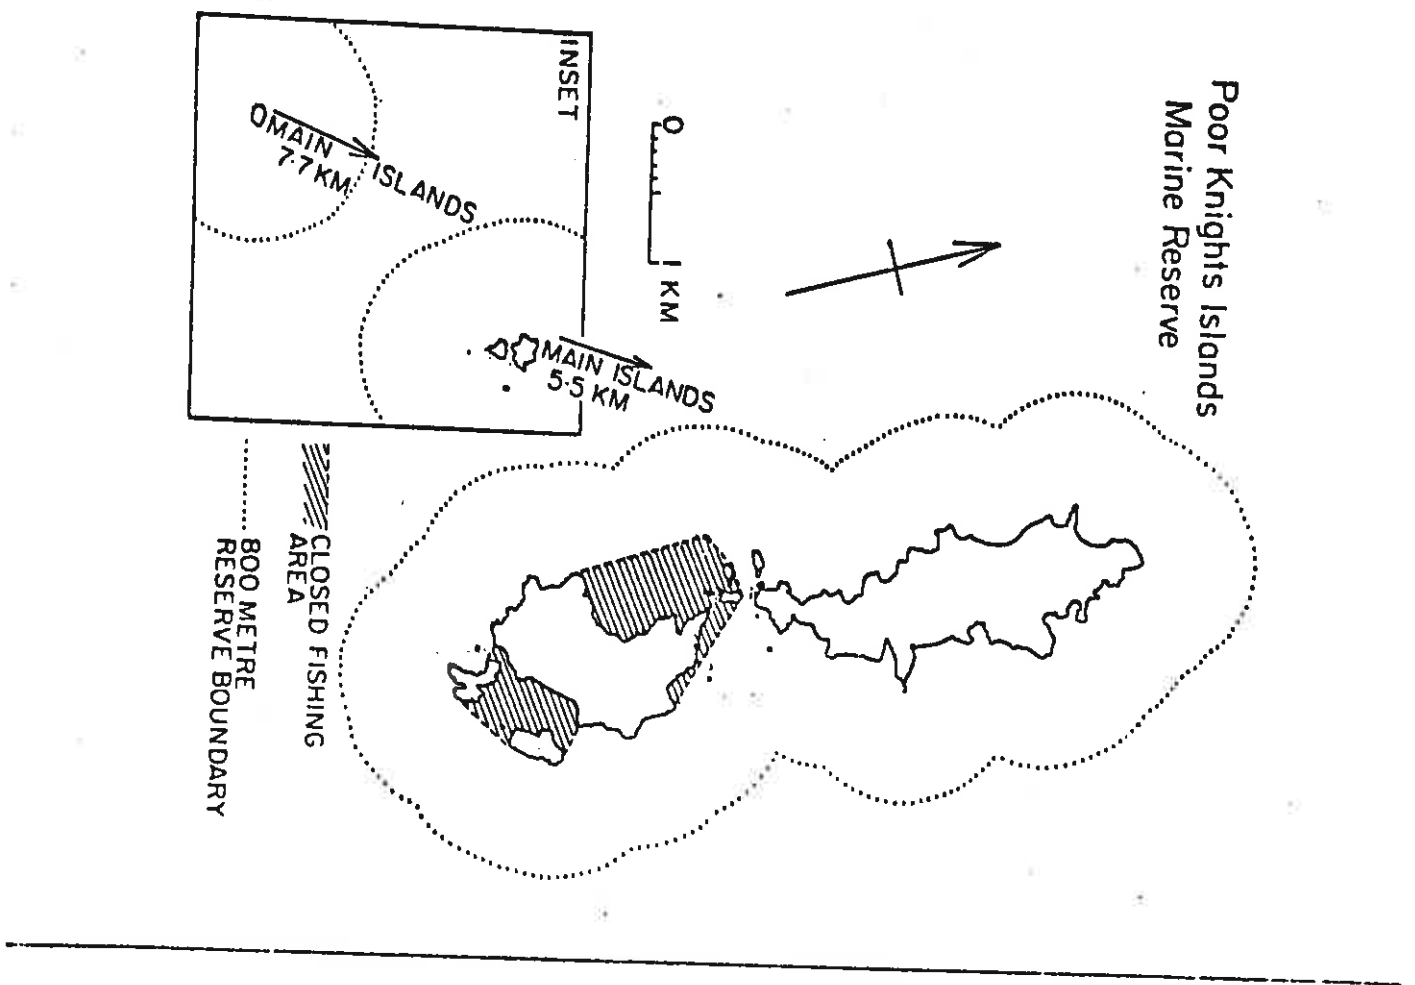 Poor Knights Islands
Marine Reserve
0
1 KM
INSET
MAIN ISLANDS
7·7 KM
MAIN ISLANDS
5·5 KM
CLOSED FISHING
AREA
800 METRE
RESERVE BOUNDARY